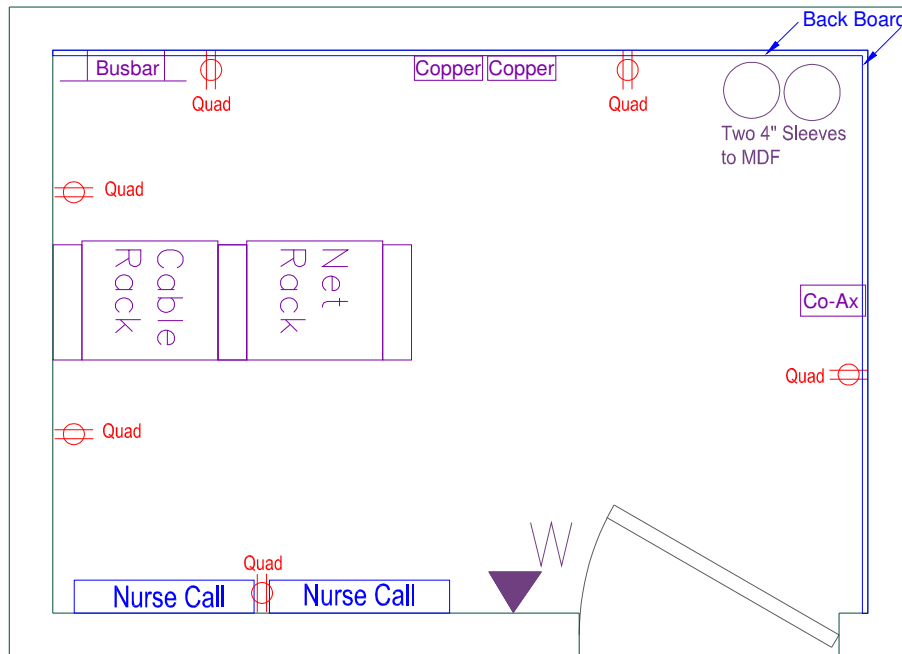 Back Board
Busbar
Copper
Copper
Quad
Quad
Two 4" Sleeves
to MDF
Quad
Cable
Rack
Net
Rack
Co-Ax
Quad
Quad
W
Quad
Nurse Call
Nurse Call